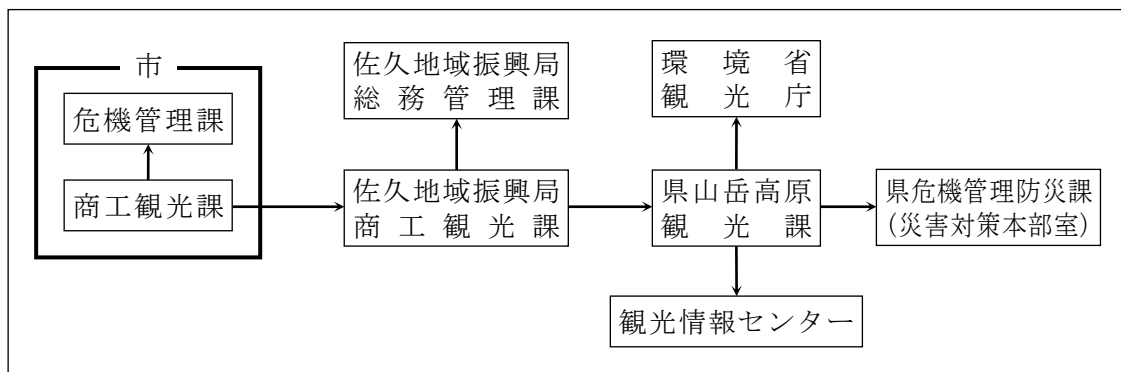 市
危機管理課
商工観光課
佐久地域振興局
総務管理課
佐久地域振興局
商工観光課
環境省
観光庁
県山岳高原
観光課
県危機管理防災課
(災害対策本部室)
観光情報センター